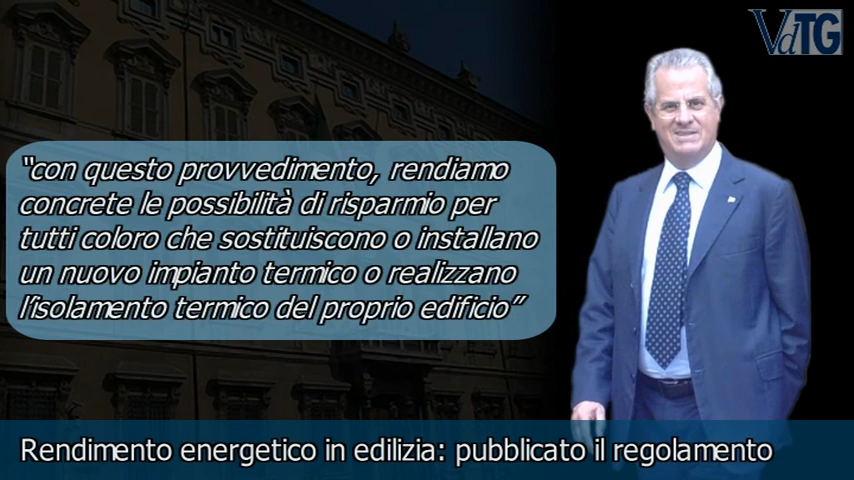 VdTG
“con questo provvedimento, rendiamo
concrete le possibilità di risparmio per
tutti coloro che sostituiscono o installano
un nuovo impianto termico o realizzano
l’isolamento termico del proprio edificio”
Rendimento energetico in edilizia: pubblicato il regolamento